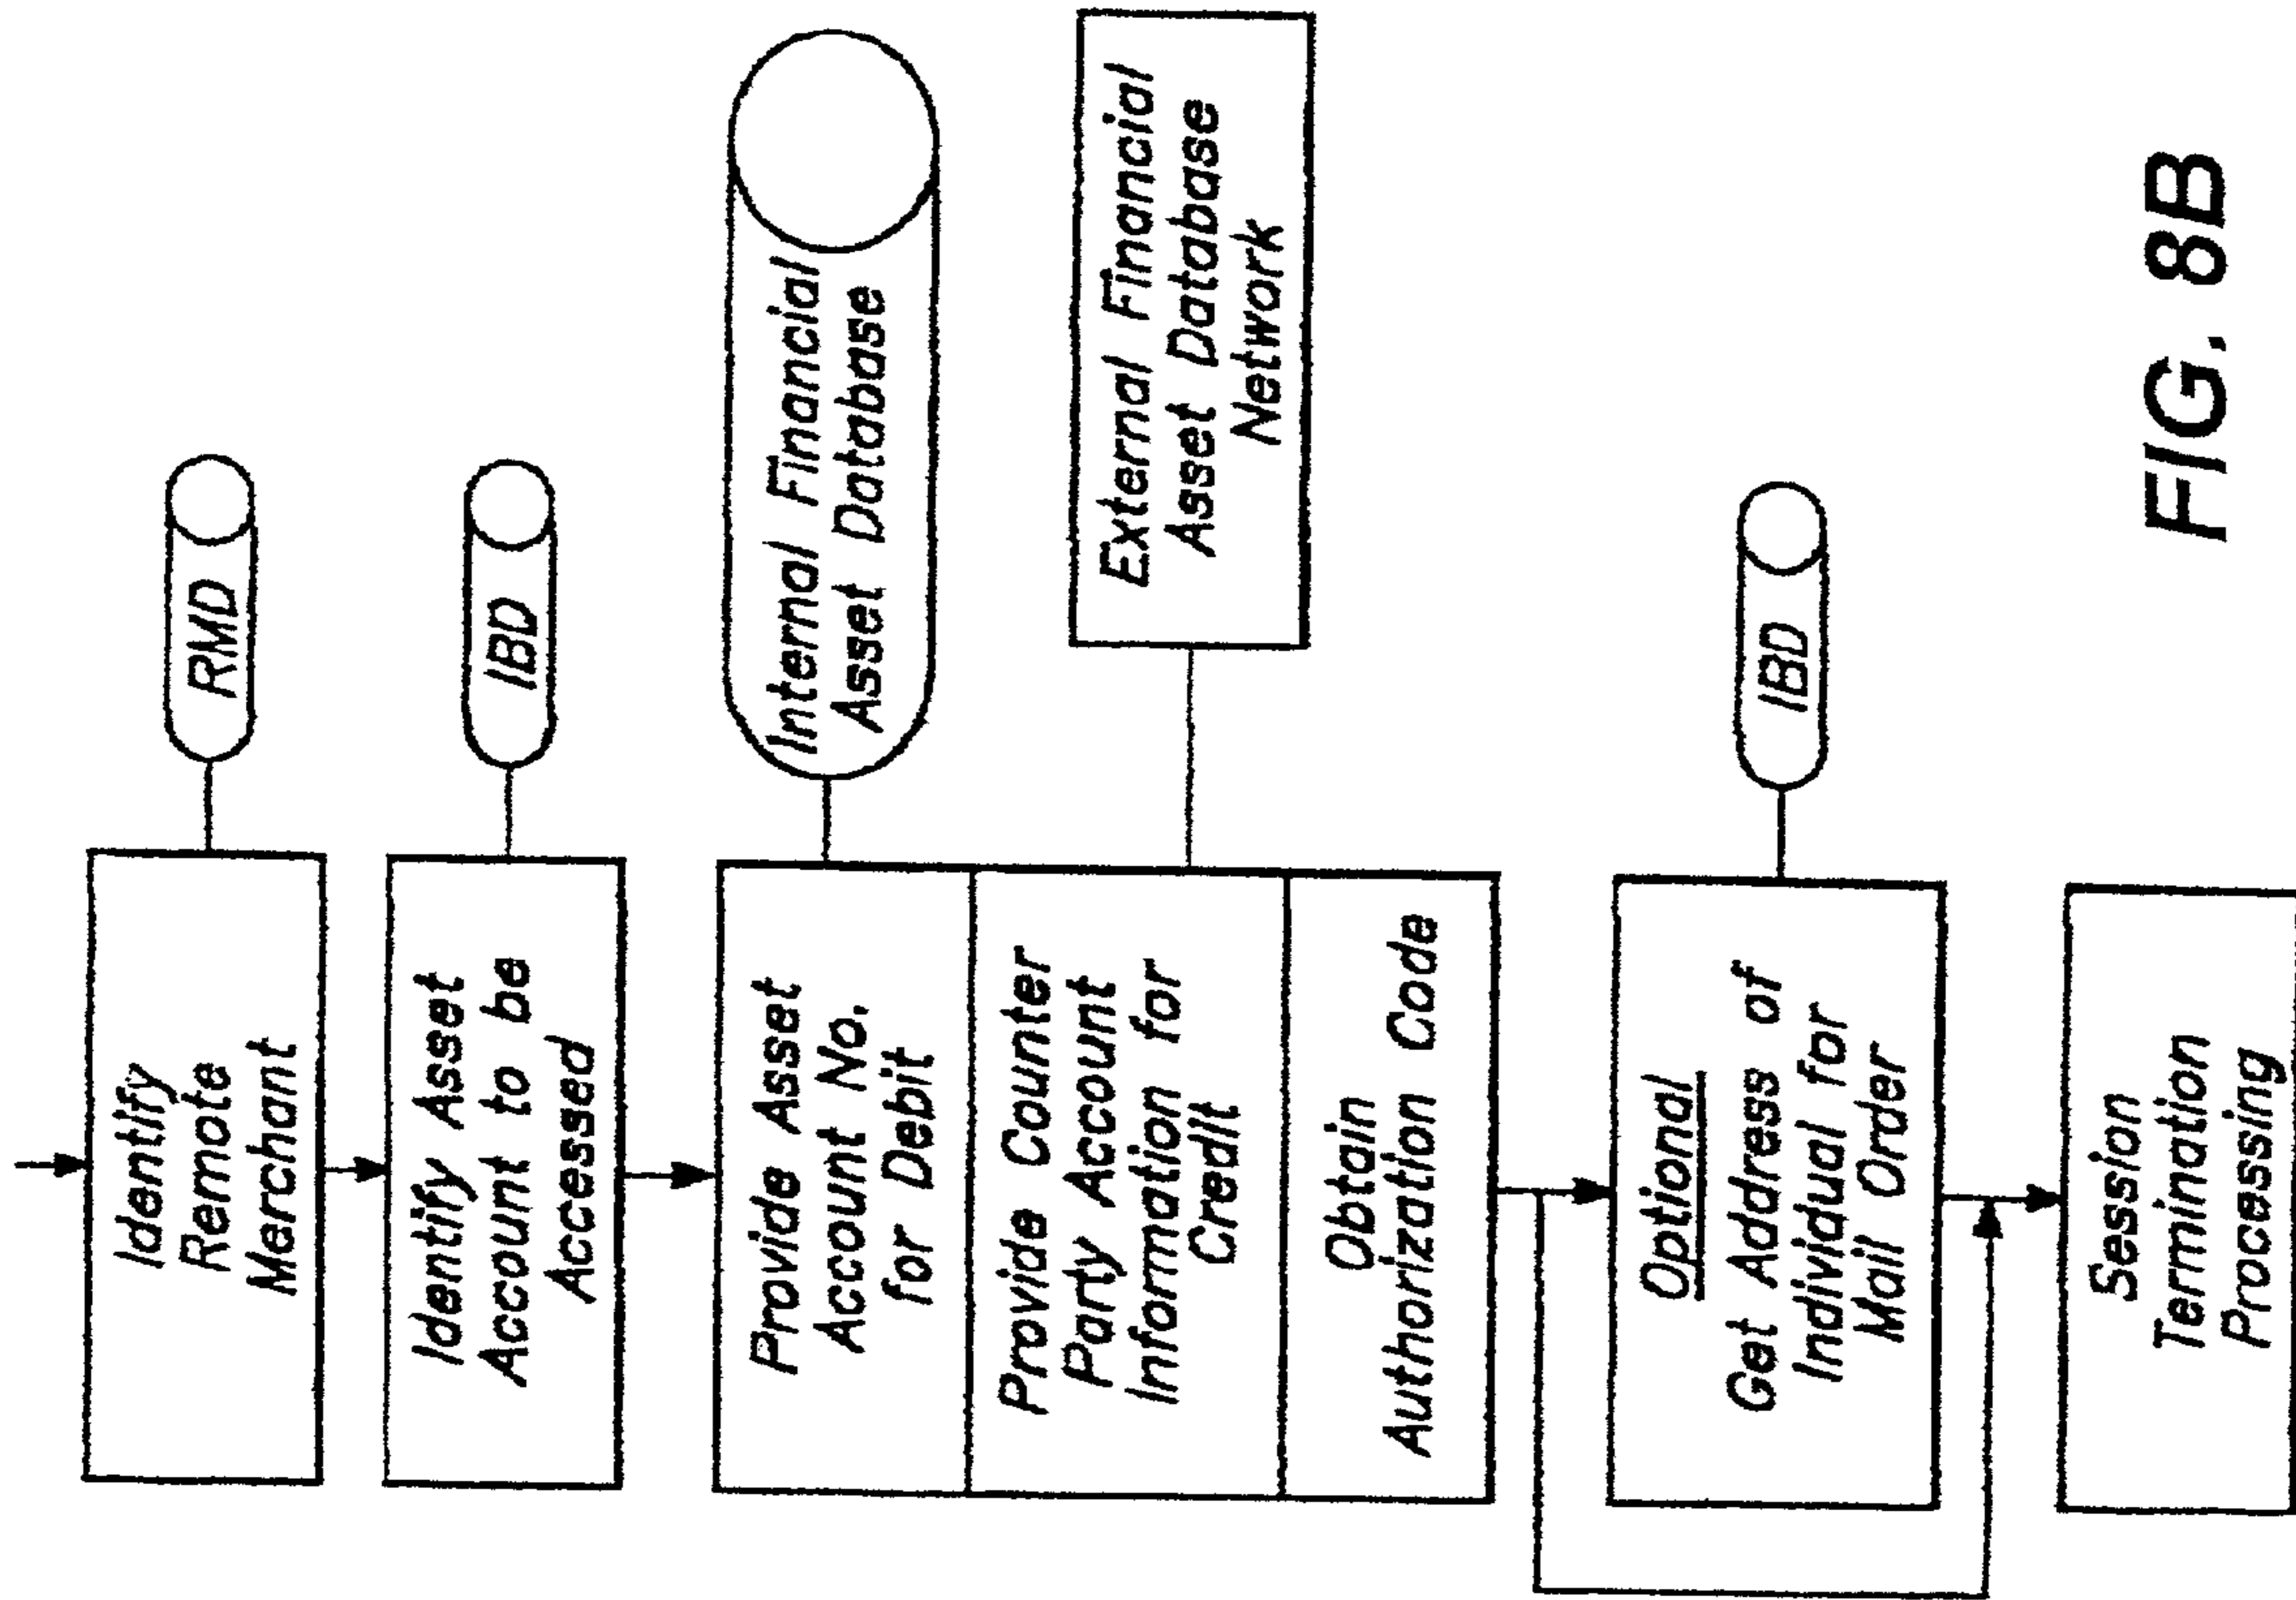 Identify
Remote
Merchant
RMD
Identify Asset
Account to be
Accessed
IBD
Provide Asset
Account No.
for Debit
Internal Financial
Asset Database
Provide Counter
Party Account
Information for
Credit
External Financial
Asset Database
Network
Obtain
Authorization Code
Optional
Get Address of
Individual for
Mail Order
IBD
Session
Termination
Processing
FIG. 8B